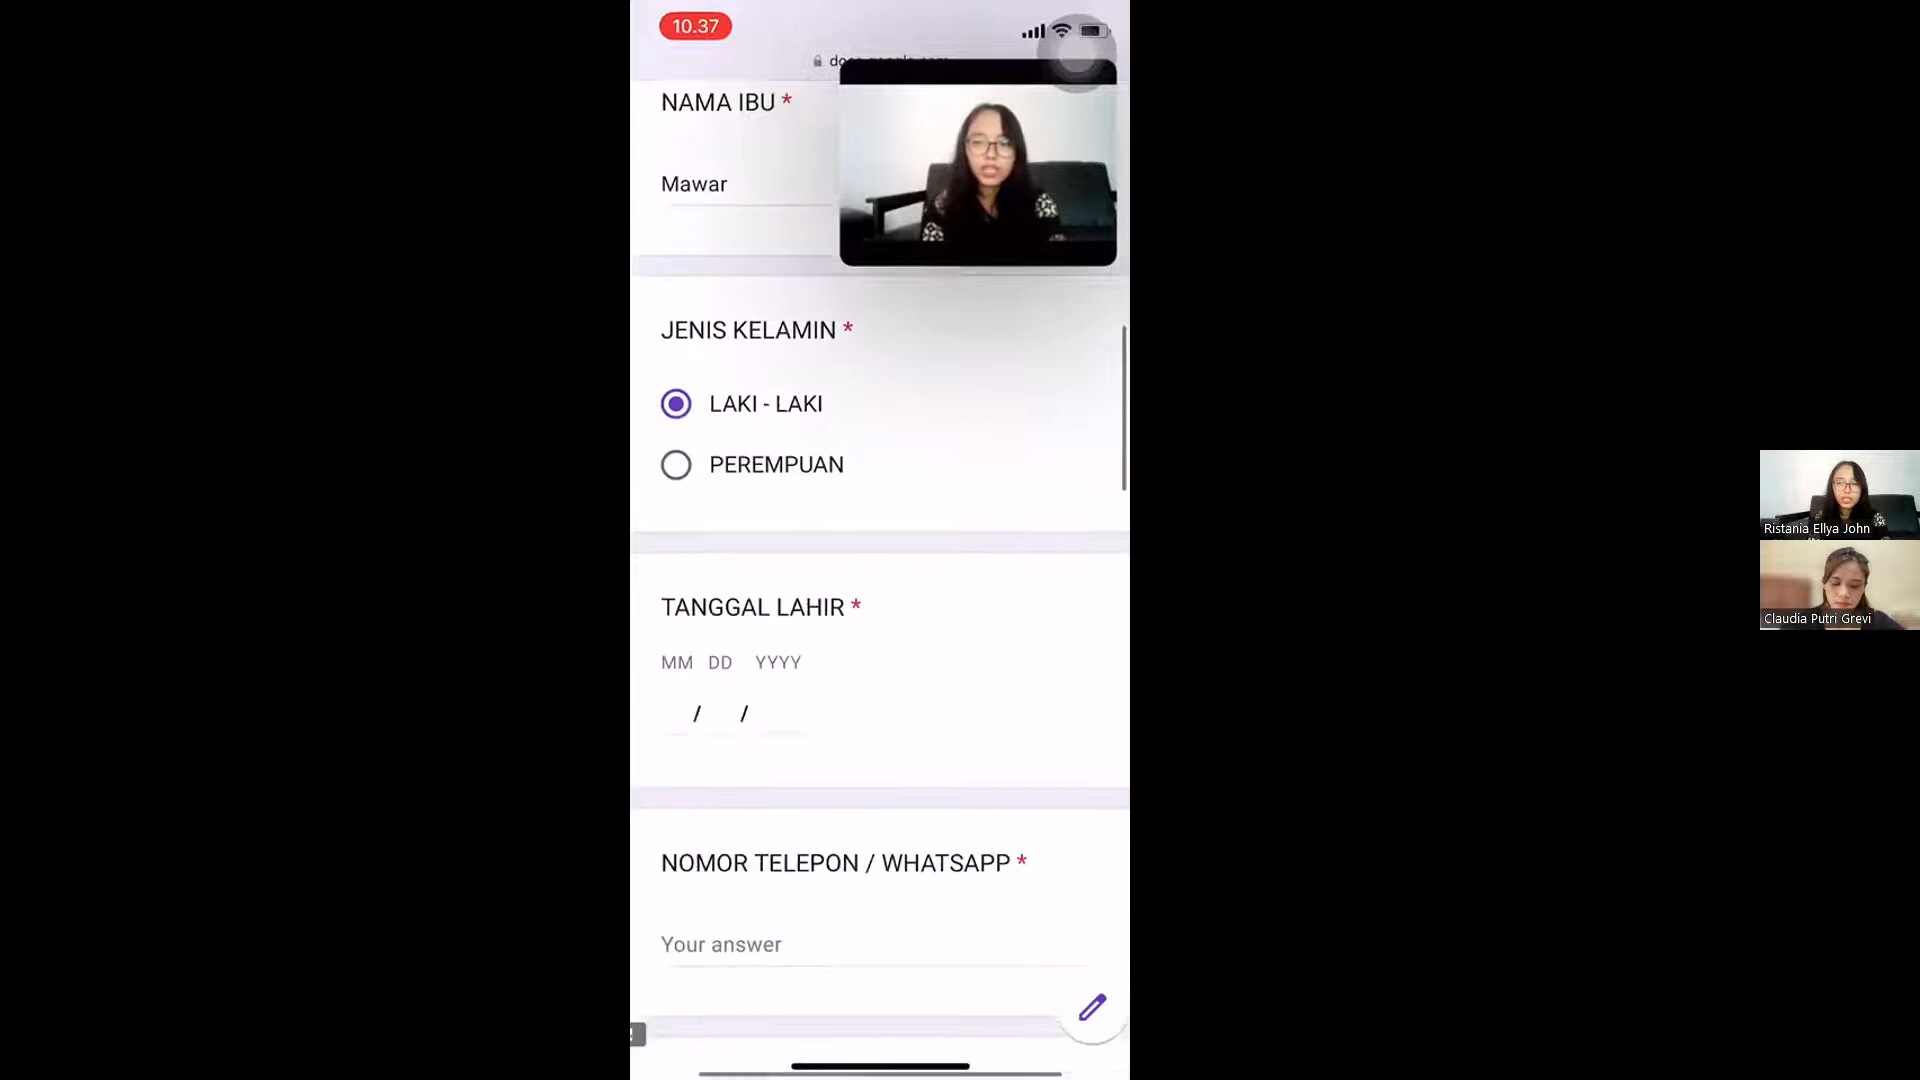 10.37
NAMA IBU *
Mawar
JENIS KELAMIN *
LAKI - LAKI
PEREMPUAN
TANGGAL LAHIR *
MM DD YYYY
/ /
NOMOR TELEPON / WHATSAPP *
Your answer
Ristania Ellya John
Claudia Putri Grevi